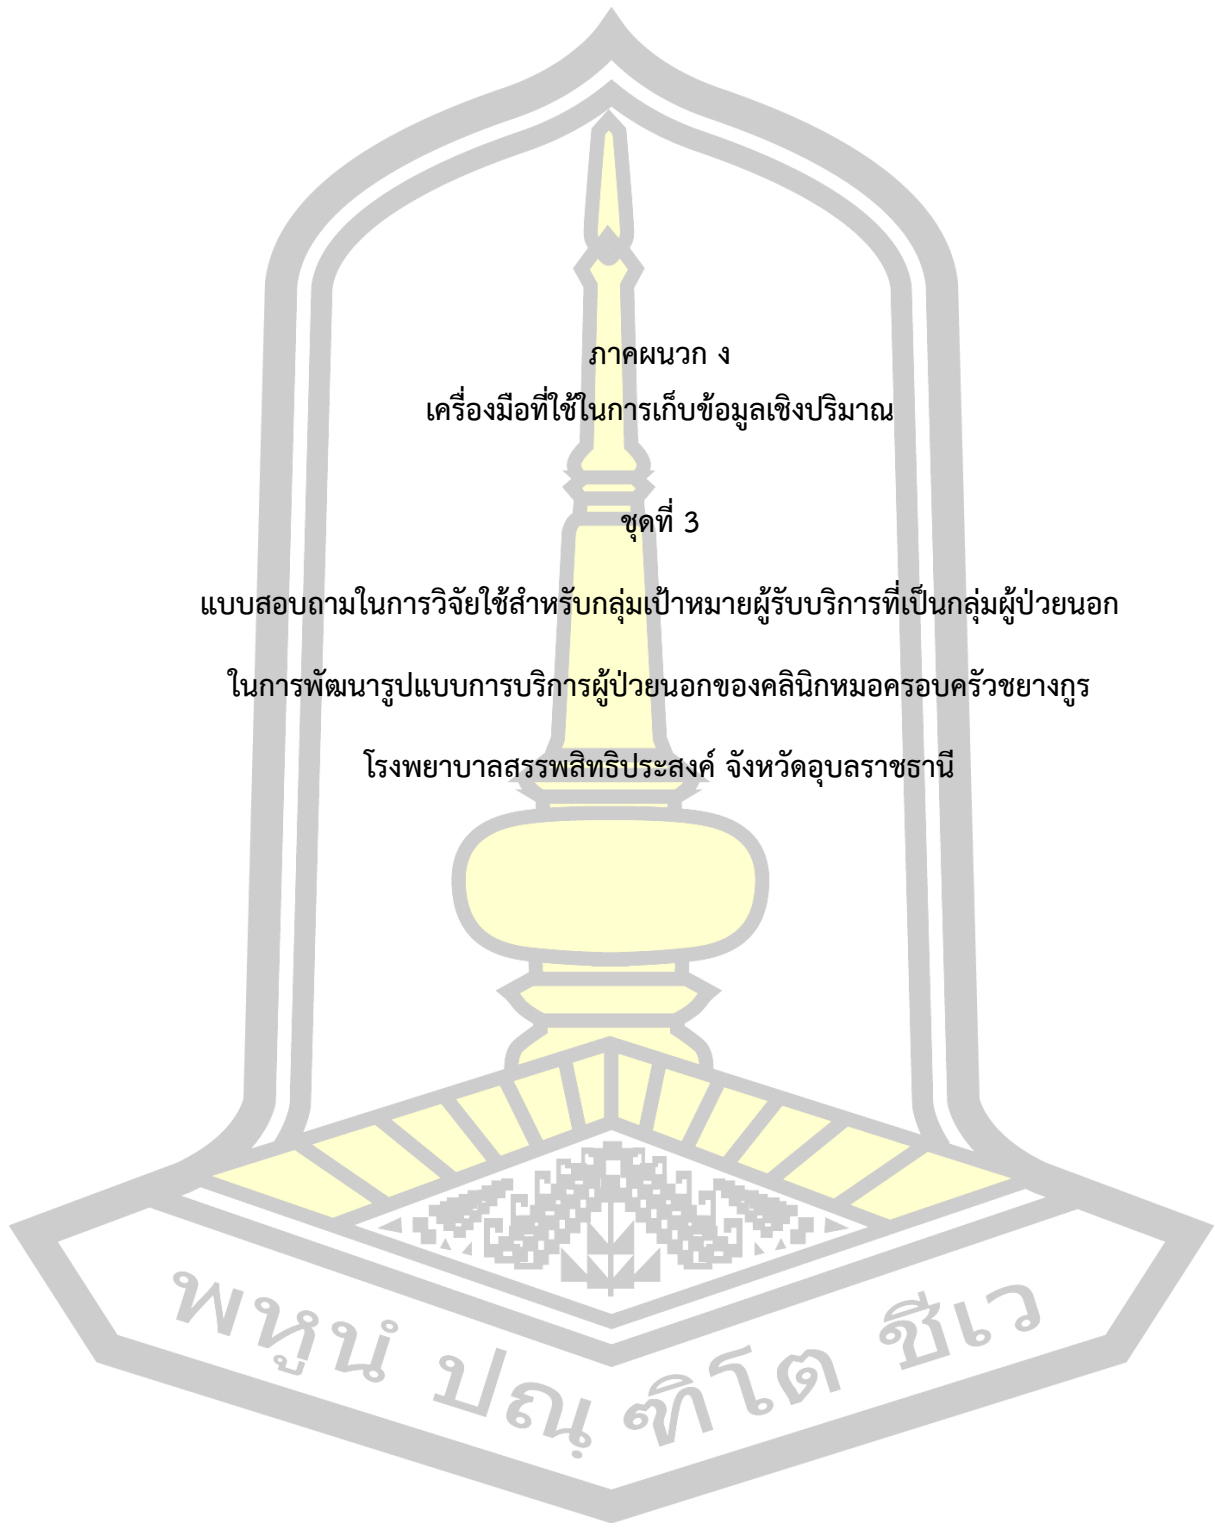 ภาคผนวก ง
เครื่องมือที่ใช้ในการเก็บข้อมูลเชิงปริมาณ
ชุดที่ 3
แบบสอบถามในการวิจัยใช้สำหรับกลุ่มเป้าหมายผู้รับบริการที่เป็นกลุ่มผู้ป่วยนอก
ในการพัฒนารูปแบบการบริการผู้ป่วยนอกของคลินิกหมอครอบครัวชยางกูร
โรงพยาบาลสรรพสิทธิประสงค์ จังหวัดอุบลราชธานี
พหูนํ ปณฺ ฑิโต ชีเว